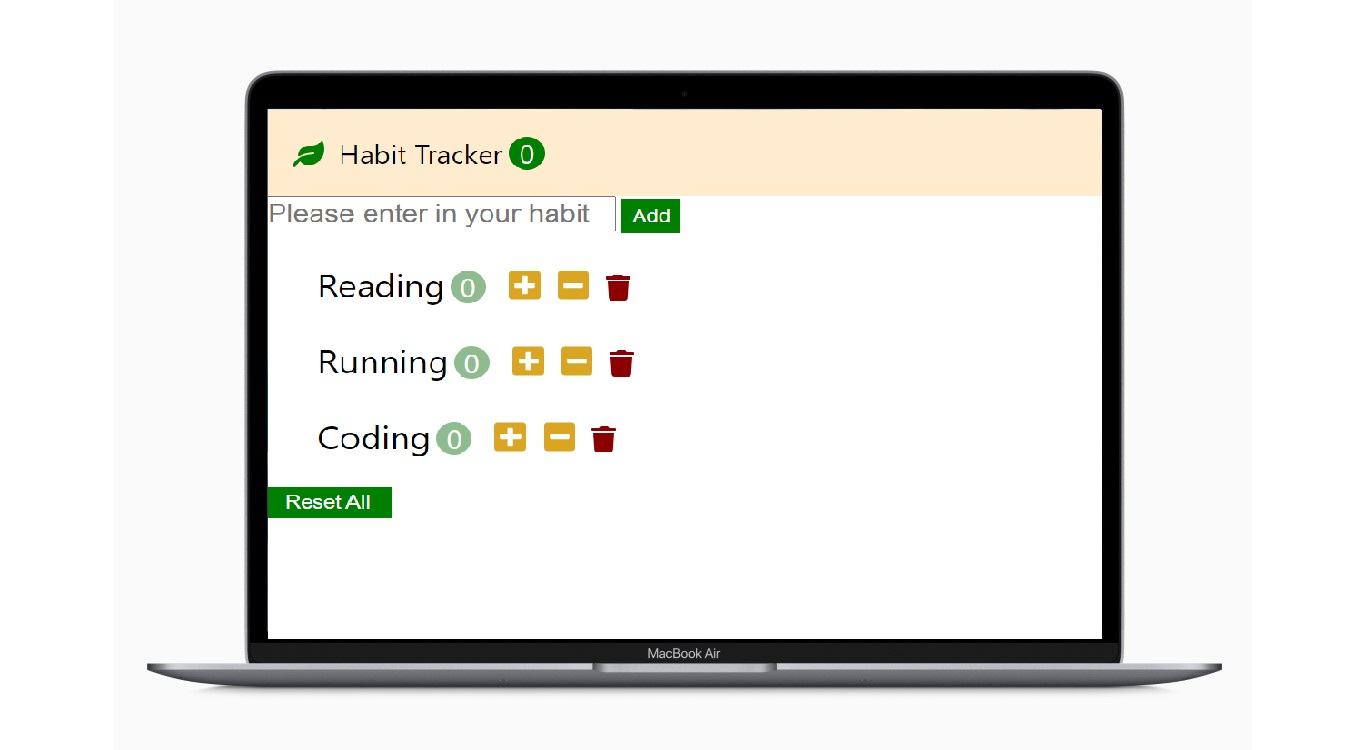 Habit Tracker 0
Please enter in your habit Add
Reading 0
Running 0
Coding 0
Reset All
MacBook Air